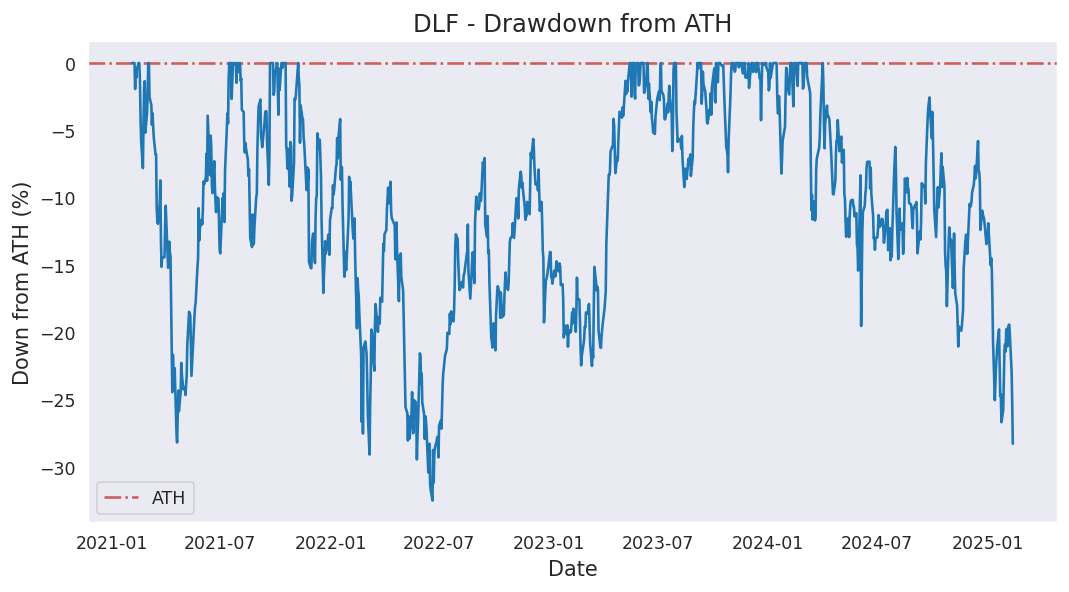 DLF - Drawdown from ATH
Down from ATH (%)
0
−5
−10
−15
−20
−25
−30
ATH
2021-01 2021-07 2022-01 2022-07 2023-01 2023-07 2024-01 2024-07 2025-01
Date